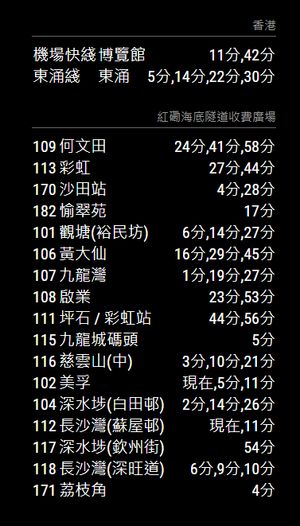 香港
機場快綫 博覽館 11分,42分
東涌綫 東涌 5分,14分,22分,30分
紅磡海底隧道收費廣場
109 何文田 24分,41分,58分
113 彩虹 27分,44分
170 沙田站 4分,28分
182 愉翠苑 17分
101 觀塘(裕民坊) 6分,14分,27分
106 黃大仙 16分,29分,45分
107 九龍灣 1分,19分,27分
108 啟業 23分,53分
111 坪石 / 彩虹站 44分,56分
115 九龍城碼頭 5分
116 慈雲山(中) 3分,10分,21分
102 美孚 現在,5分,11分
104 深水埗(白田邨) 2分,14分,26分
112 長沙灣(蘇屋邨) 現在,11分
117 深水埗(欽州街) 54分
118 長沙灣(深旺道) 6分,9分,10分
171 荔枝角 4分